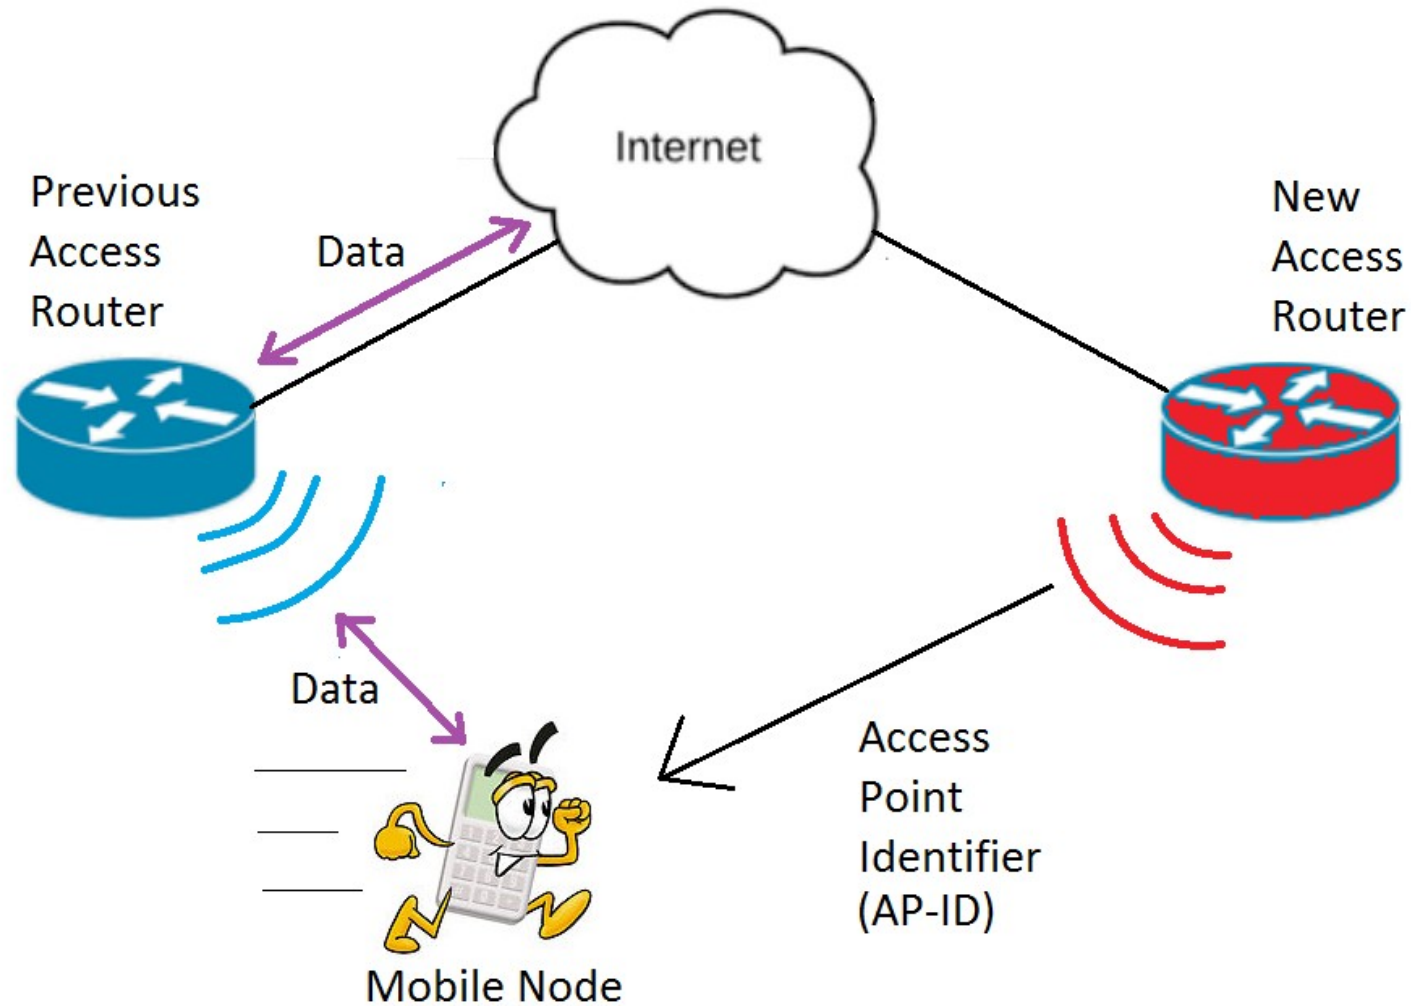 Internet
Previous
Access
Router
Data
New
Access
Router
Data
Access
Point
Identifier
(AP-ID)
Mobile Node